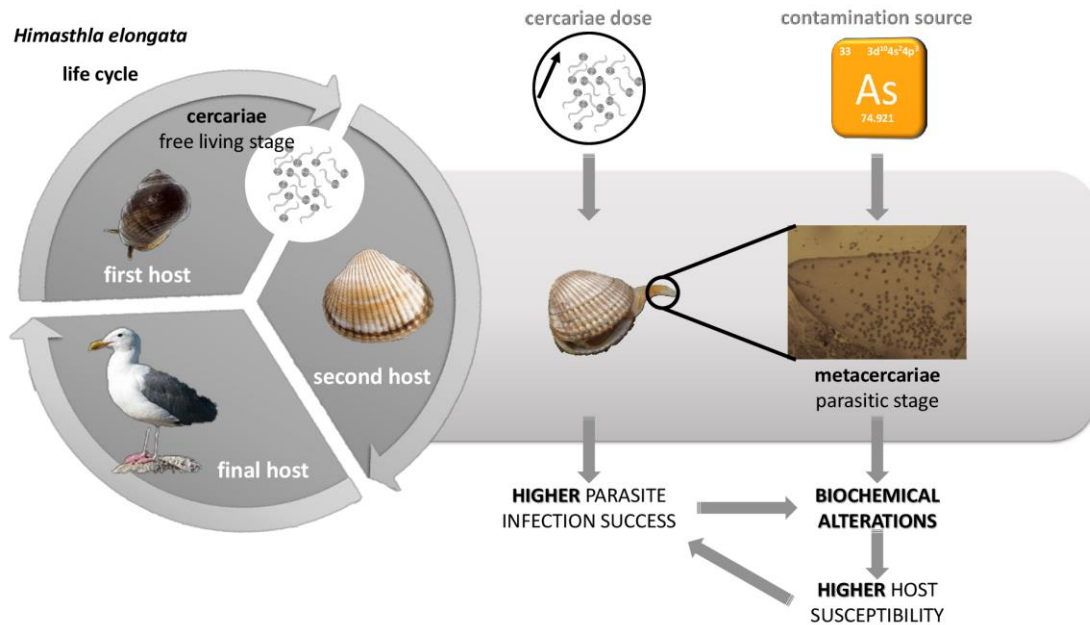 Himasthla elongata
life cycle
cercariae
free living stage
first host
second host
final host
cercariae dose
contamination source
33 3d¹⁰4s²4p³
As
74.921
metacercariae
parasitic stage
HIGHER PARASITE
INFECTION SUCCESS
BIOCHEMICAL
ALTERATIONS
HIGHER HOST
SUSCEPTIBILITY